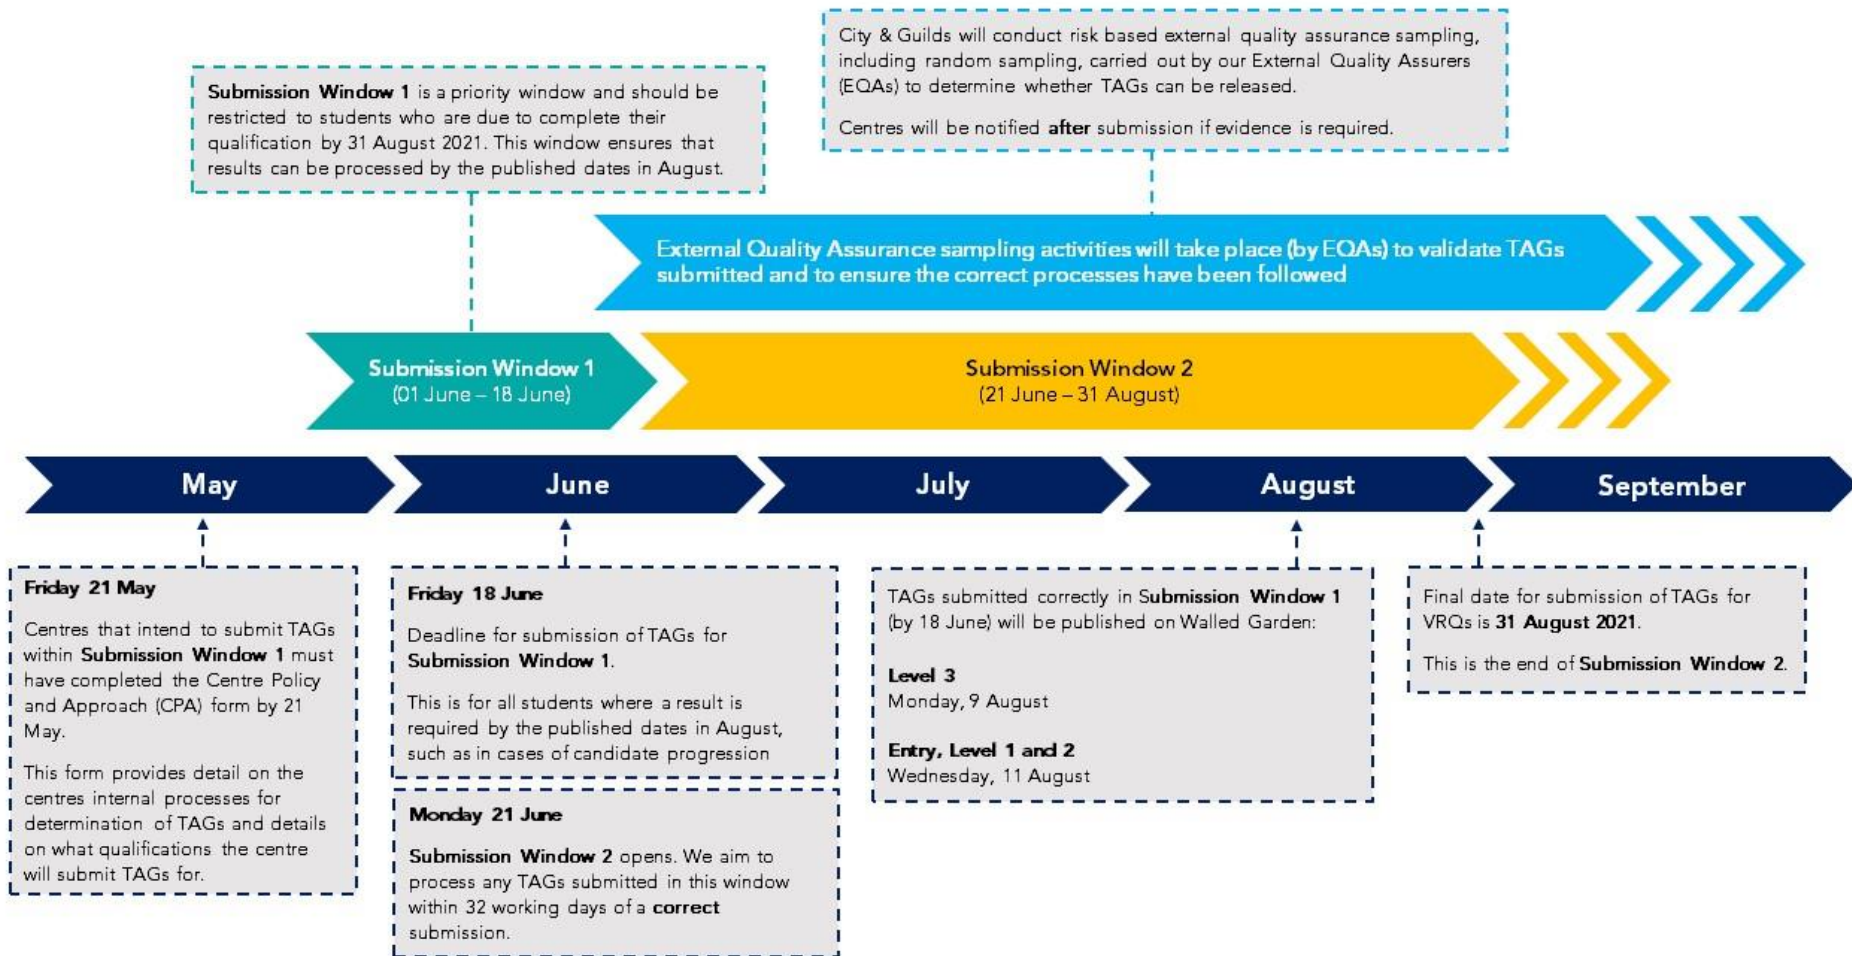 City & Guilds will conduct risk based external quality assurance sampling,
including random sampling, carried out by our External Quality Assurers
(EQAs) to determine whether TAGs can be released.
Centres will be notified after submission if evidence is required.
Submission Window 1 is a priority window and should be
restricted to students who are due to complete their
qualification by 31 August 2021. This window ensures that
results can be processed by the published dates in August.
External Quality Assurance sampling activities will take place (by EQAs) to validate TAGs
submitted and to ensure the correct processes have been followed
Submission Window 1
(01 June – 18 June)
Submission Window 2
(21 June – 31 August)
May
June
July
August
September
Friday 21 May
Centres that intend to submit TAGs
within Submission Window 1 must
have completed the Centre Policy
and Approach (CPA) form by 21
May.
This form provides detail on the
centres internal processes for
determination of TAGs and details
on what qualifications the centre
will submit TAGs for.
Friday 18 June
Deadline for submission of TAGs for
Submission Window 1.
This is for all students where a result is
required by the published dates in August,
such as in cases of candidate progression
Monday 21 June
Submission Window 2 opens. We aim to
process any TAGs submitted in this window
within 32 working days of a correct
submission.
TAGs submitted correctly in Submission Window 1
(by 18 June) will be published on Walled Garden:
Level 3
Monday, 9 August
Entry, Level 1 and 2
Wednesday, 11 August
Final date for submission of TAGs for
VRQs is 31 August 2021.
This is the end of Submission Window 2.